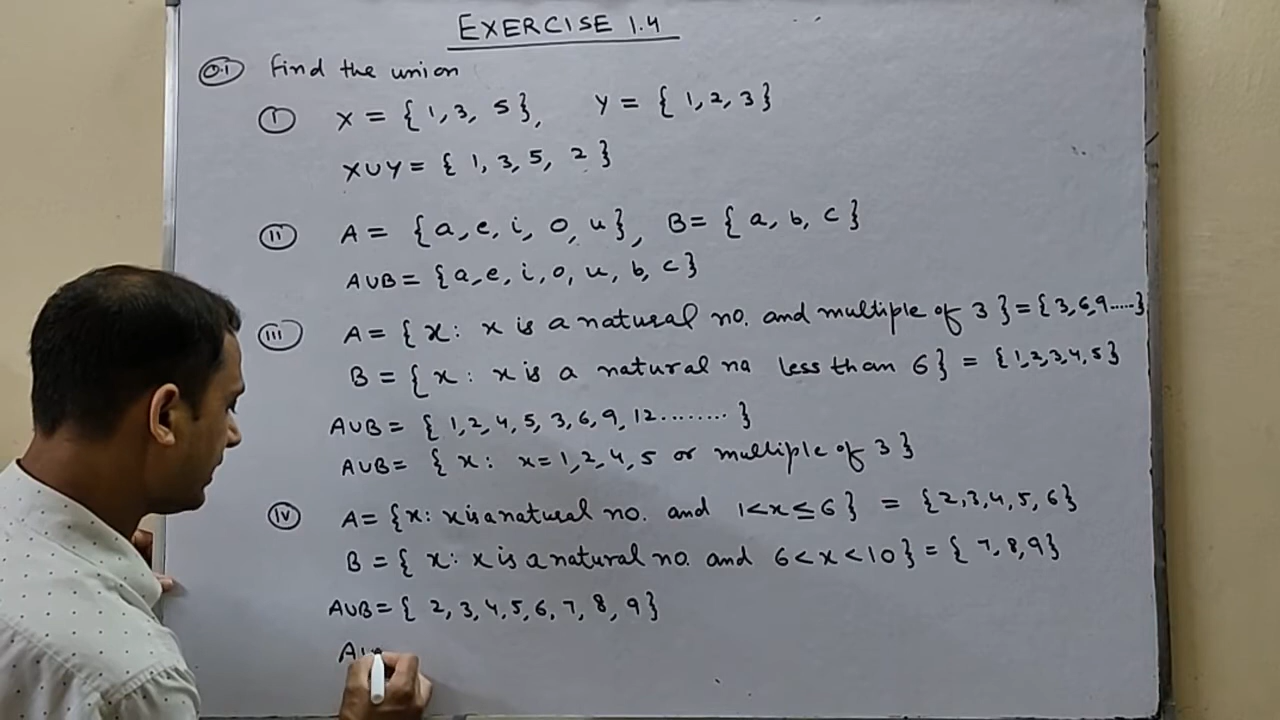 EXERCISE 1.4
Q.1 Find the union
(i) X = {1, 3, 5}, Y = {1, 2, 3}
X∪Y = {1, 3, 5, 2}
(ii) A = {a, e, i, o, u}, B = {a, b, c}
A∪B = {a, e, i, o, u, b, c}
(iii) A = {x : x is a natural no. and multiple of 3} = {3, 6, 9.....}
B = {x : x is a natural no less than 6} = {1, 2, 3, 4, 5}
A∪B = {1, 2, 4, 5, 3, 6, 9, 12........}
A∪B = {x : x = 1, 2, 4, 5 or multiple of 3}
(iv) A = {x : x is a natural no. and 1 < x ≤ 6} = {2, 3, 4, 5, 6}
B = {x : x is a natural no. and 6 < x < 10} = {7, 8, 9}
A∪B = {2, 3, 4, 5, 6, 7, 8, 9}
A